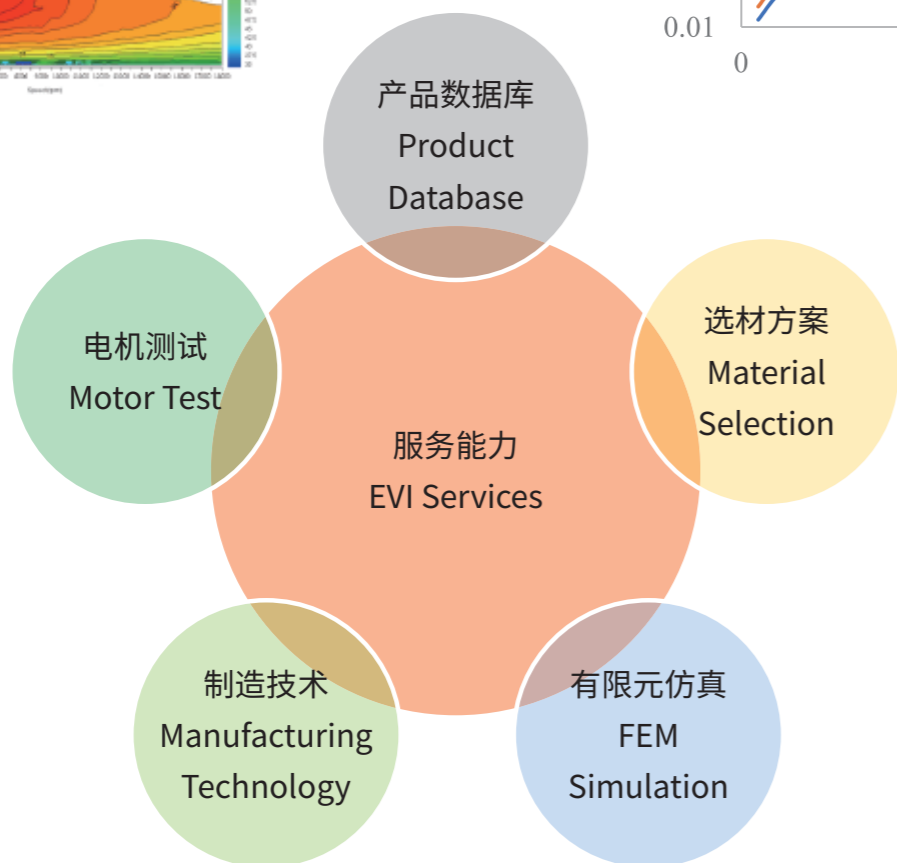 0.01
0
产品数据库
Product
Database
电机测试
Motor Test
选材方案
Material
Selection
服务能力
EVI Services
制造技术
Manufacturing
Technology
有限元仿真
FEM
Simulation